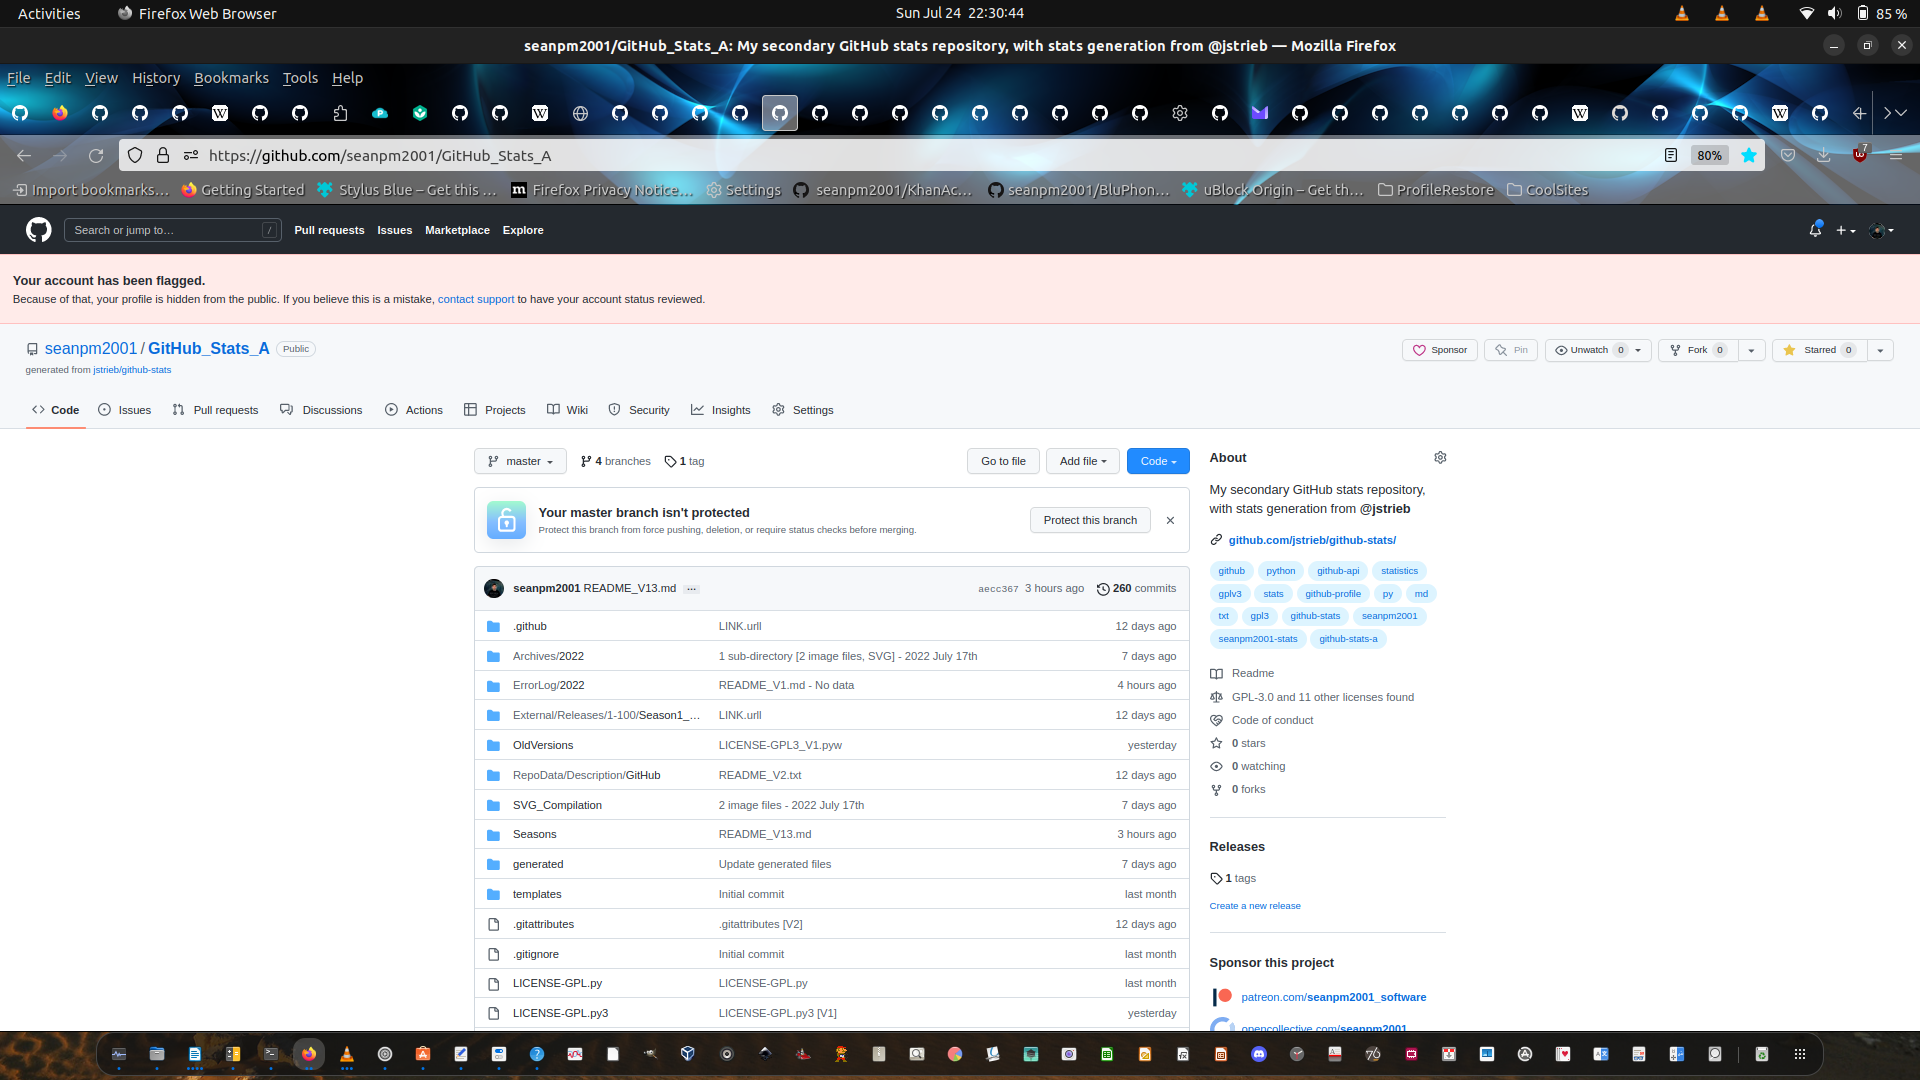 Activities
Firefox Web Browser
Sun Jul 24 22:30:44
85 %
seanpm2001/GitHub_Stats_A: My secondary GitHub stats repository, with stats generation from @jstrieb — Mozilla Firefox
File Edit View History Bookmarks Tools Help
https://github.com/seanpm2001/GitHub_Stats_A
80%
7
Import bookmarks… Getting Started Stylus Blue – Get this … Firefox Privacy Notice… Settings seanpm2001/KhanAc… seanpm2001/BluPhon… uBlock Origin – Get th… ProfileRestore CoolSites
Search or jump to… /
Pull requests Issues Marketplace Explore
Your account has been flagged.
Because of that, your profile is hidden from the public. If you believe this is a mistake, contact support to have your account status reviewed.
seanpm2001 / GitHub_Stats_A Public
generated from jstrieb/github-stats
Sponsor Pin Unwatch 0 Fork 0 Starred 0
Code Issues Pull requests Discussions Actions Projects Wiki Security Insights Settings
master 4 branches 1 tag
Go to file Add file Code
Your master branch isn't protected
Protect this branch from force pushing, deletion, or require status checks before merging.
Protect this branch
seanpm2001 README_V13.md … aecc367 3 hours ago 260 commits
.github LINK.urll 12 days ago
Archives/2022 1 sub-directory [2 image files, SVG] - 2022 July 17th 7 days ago
ErrorLog/2022 README_V1.md - No data 4 hours ago
External/Releases/1-100/Season1_… LINK.urll 12 days ago
OldVersions LICENSE-GPL3_V1.pyw yesterday
RepoData/Description/GitHub README_V2.txt 12 days ago
SVG_Compilation 2 image files - 2022 July 17th 7 days ago
Seasons README_V13.md 3 hours ago
generated Update generated files 7 days ago
templates Initial commit last month
.gitattributes .gitattributes [V2] 12 days ago
.gitignore Initial commit last month
LICENSE-GPL.py LICENSE-GPL.py last month
LICENSE-GPL.py3 LICENSE-GPL.py3 [V1] yesterday
About
My secondary GitHub stats repository,
with stats generation from @jstrieb
github.com/jstrieb/github-stats/
github python github-api statistics
gplv3 stats github-profile py md
txt gpl3 github-stats seanpm2001
seanpm2001-stats github-stats-a
Readme
GPL-3.0 and 11 other licenses found
Code of conduct
0 stars
0 watching
0 forks
Releases
1 tags
Create a new release
Sponsor this project
patreon.com/seanpm2001_software
opencollective.com/seanpm2001